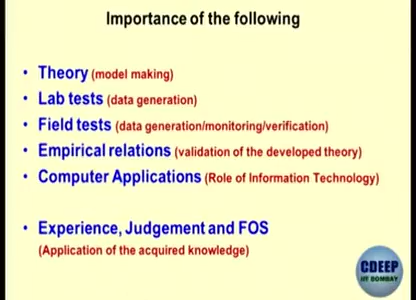 Importance of the following
• Theory (model making)
• Lab tests (data generation)
• Field tests (data generation/monitoring/verification)
• Empirical relations (validation of the developed theory)
• Computer Applications (Role of Information Technology)
• Experience, Judgement and FOS
(Application of the acquired knowledge)
CDEEP
IIT BOMBAY